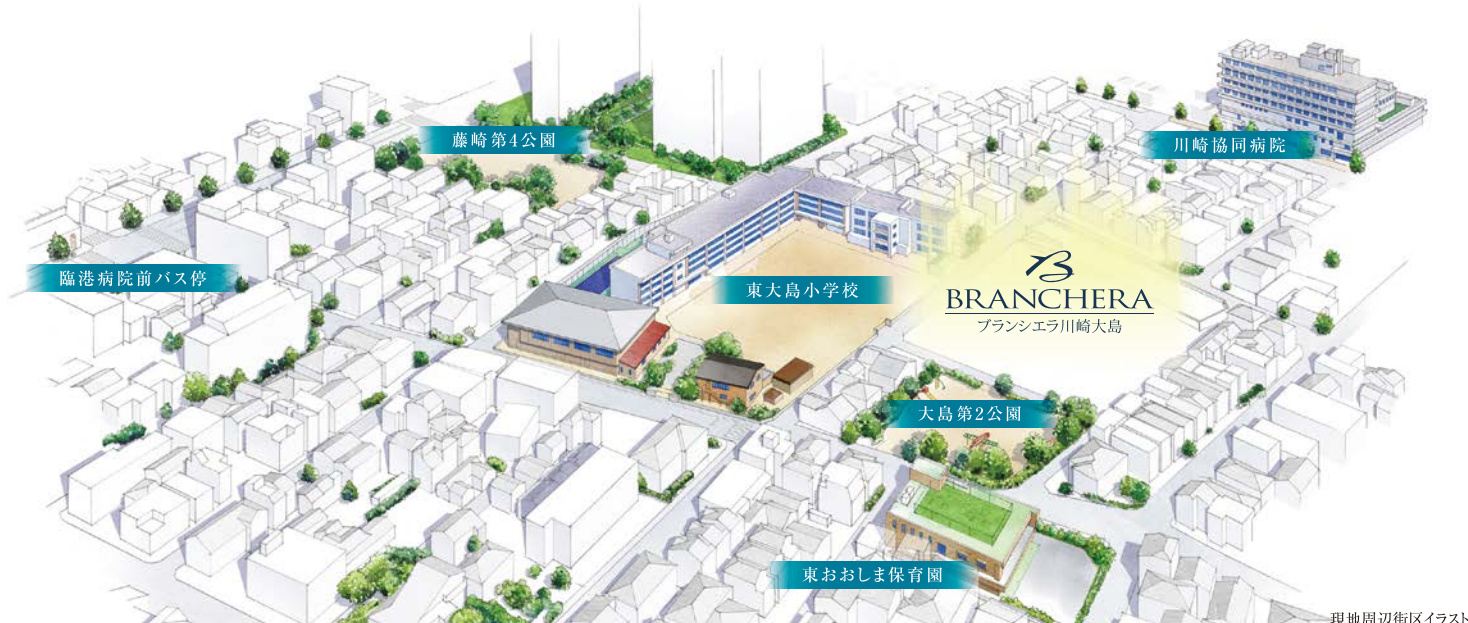 藤崎第4公園
川崎協同病院
臨港病院前バス停
東大島小学校
BRANCHERA
ブランシエラ川崎大島
大島第2公園
東おおしま保育園
現地周辺街区イラスト